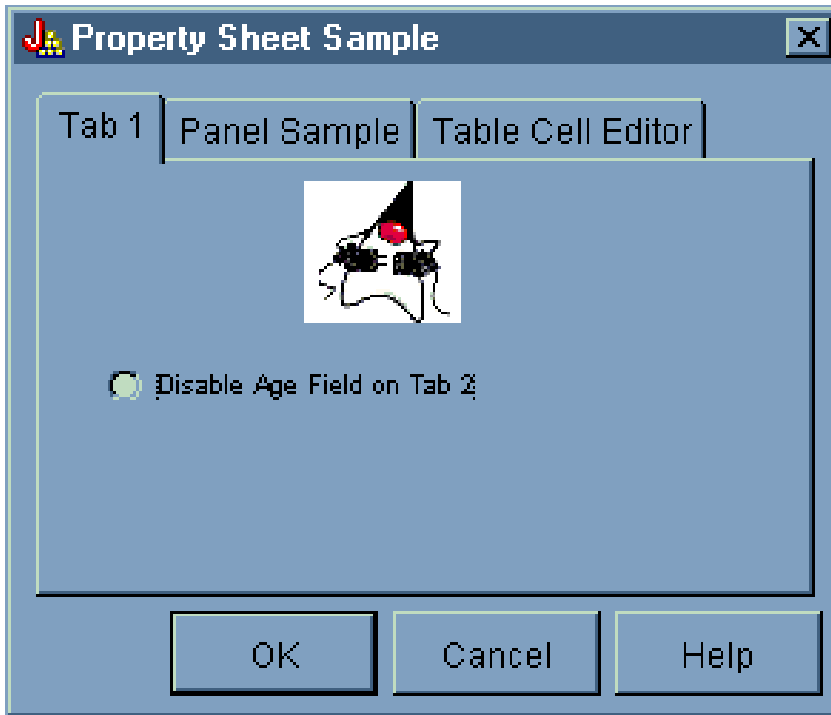 Property Sheet Sample
Tab 1 Panel Sample Table Cell Editor
Disable Age Field on Tab 2
OK Cancel Help